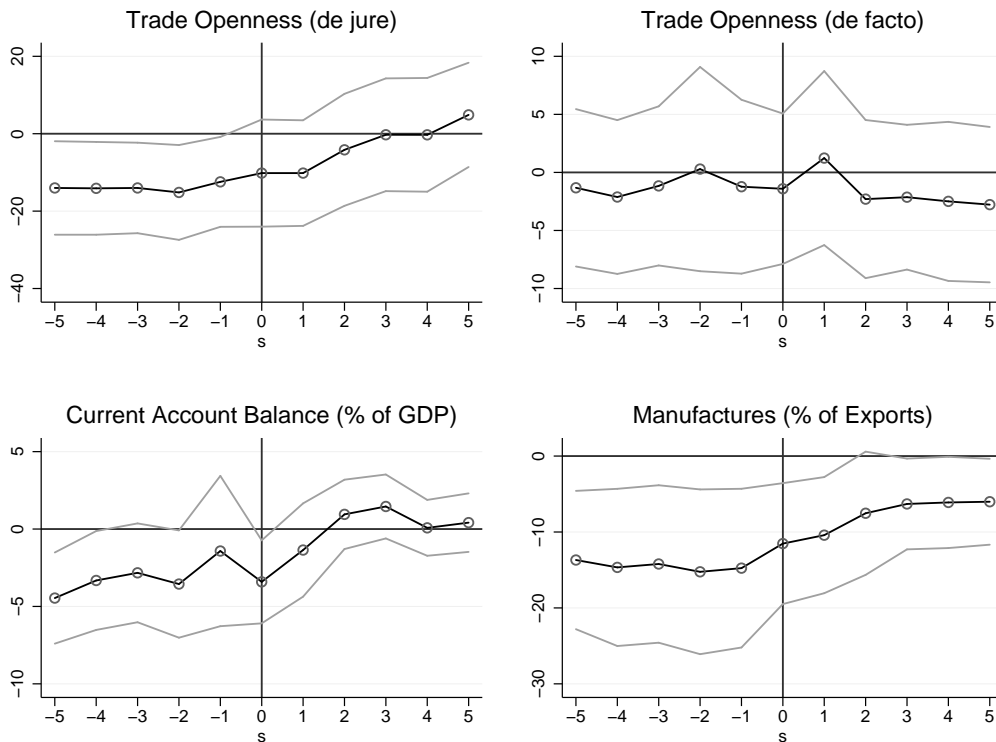 Trade Openness (de jure)
20
0
−20
−40
−5 −4 −3 −2 −1 0 1 2 3 4 5
s
Trade Openness (de facto)
10
5
0
−5
−10
−5 −4 −3 −2 −1 0 1 2 3 4 5
s
Current Account Balance (% of GDP)
5
0
−5
−10
−5 −4 −3 −2 −1 0 1 2 3 4 5
s
Manufactures (% of Exports)
0
−10
−20
−30
−5 −4 −3 −2 −1 0 1 2 3 4 5
s